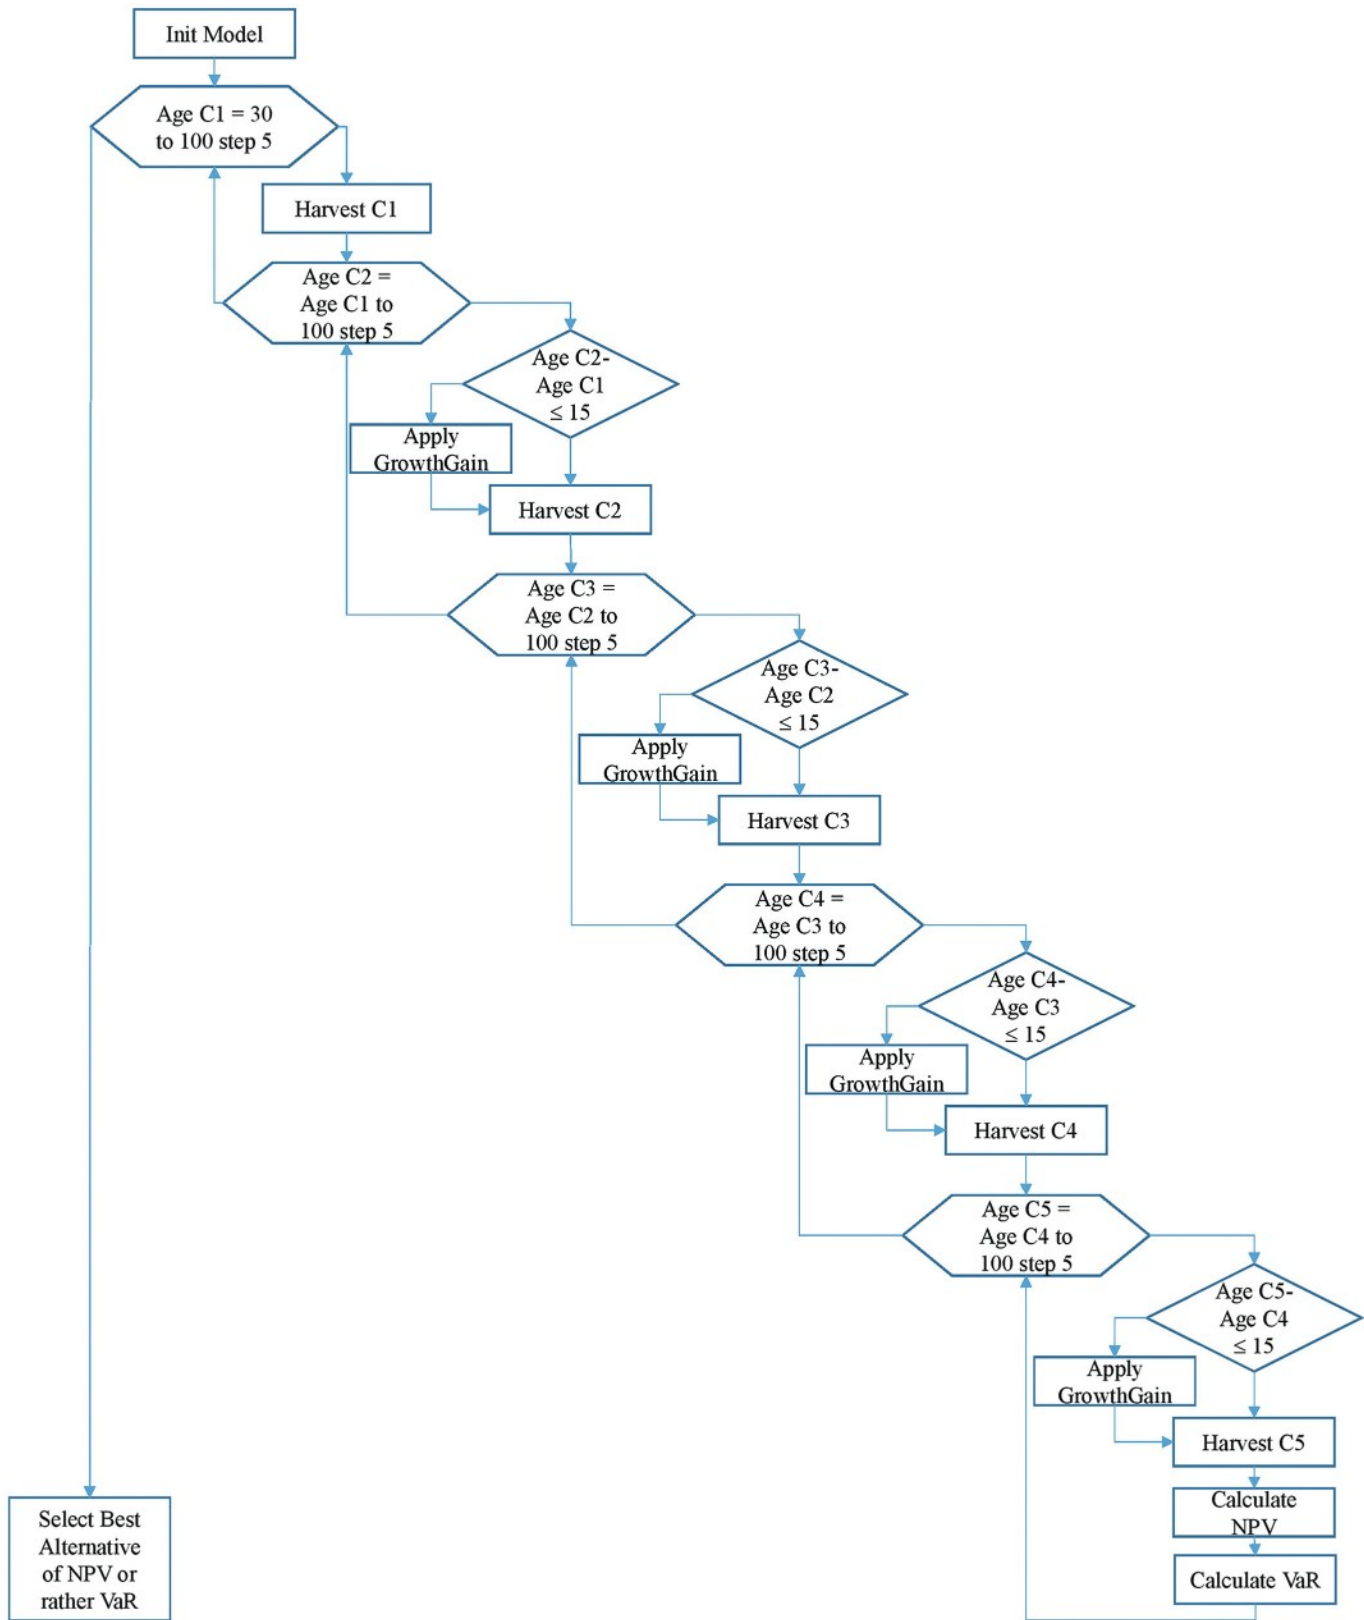 Init Model
Age C1 = 30
to 100 step 5
Harvest C1
Age C2 =
Age C1 to
100 step 5
Age C2-
Age C1
≤ 15
Apply
GrowthGain
Harvest C2
Age C3 =
Age C2 to
100 step 5
Age C3-
Age C2
≤ 15
Apply
GrowthGain
Harvest C3
Age C4 =
Age C3 to
100 step 5
Age C4-
Age C3
≤ 15
Apply
GrowthGain
Harvest C4
Age C5 =
Age C4 to
100 step 5
Age C5-
Age C4
≤ 15
Apply
GrowthGain
Harvest C5
Calculate
NPV
Calculate VaR
Select Best
Alternative
of NPV or
rather VaR